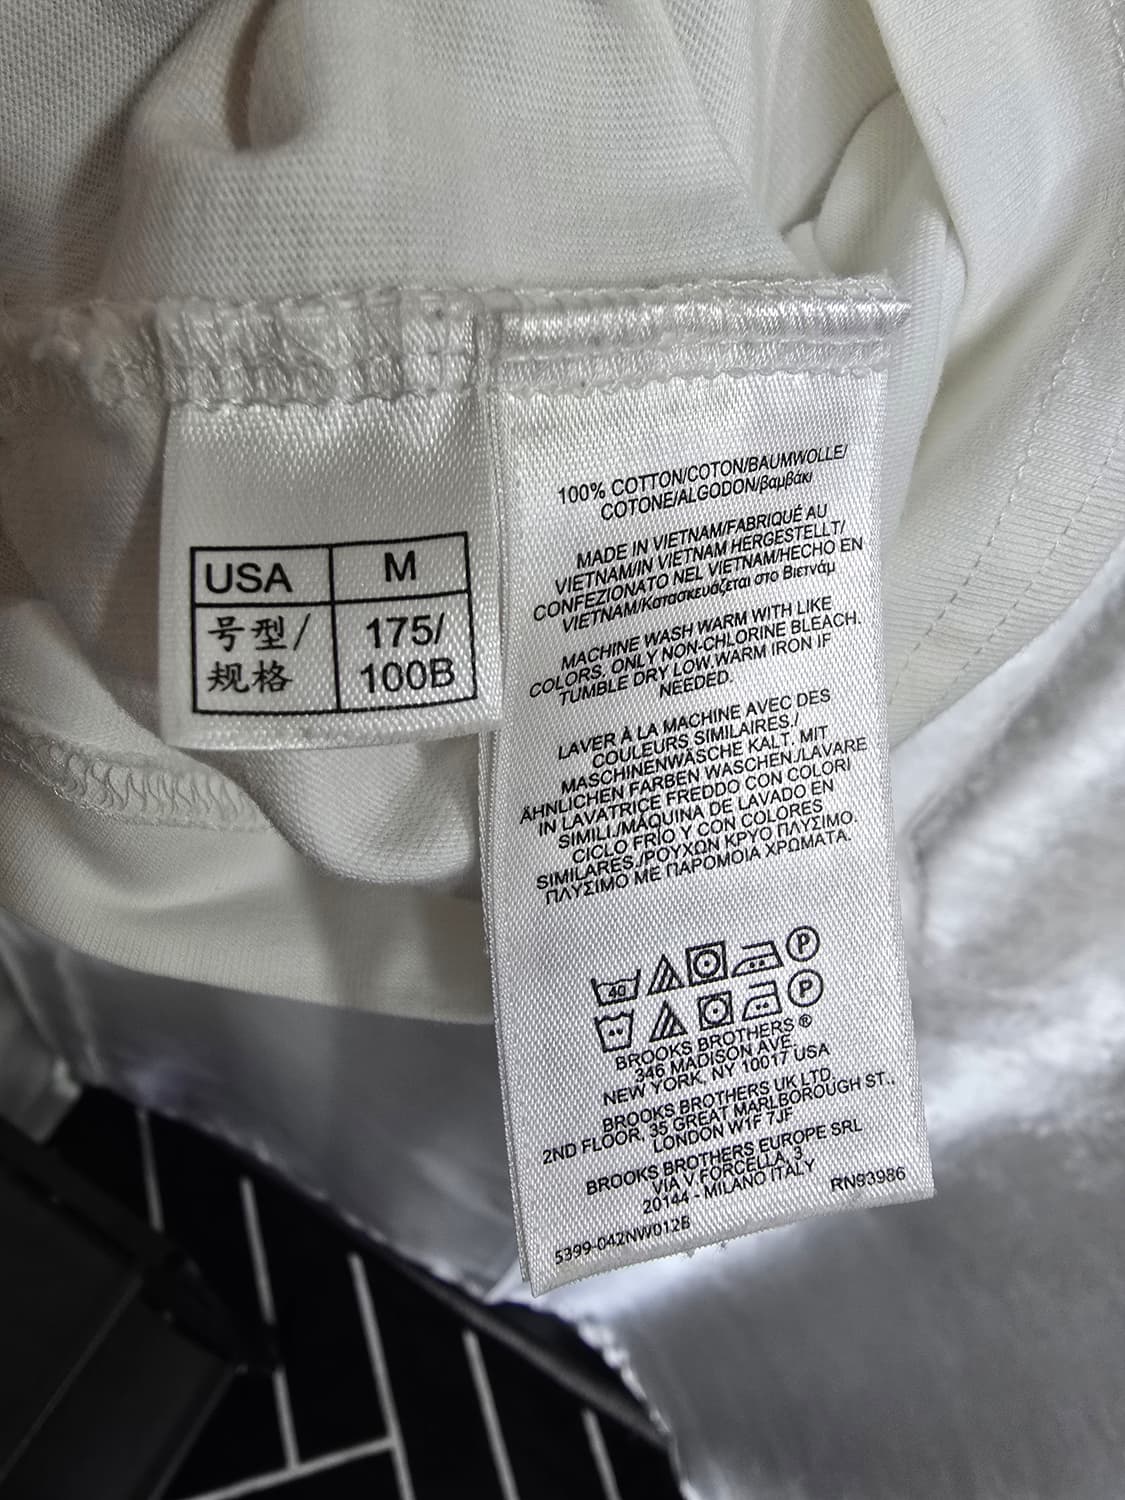 USA M
号型/ 175/
规格 100B
100% COTTON/COTON/BAUMWOLLE/
COTONE/ALGODON/βαμβάκι
MADE IN VIETNAM/FABRIQUÉ AU
VIETNAM/IN VIETNAM HERGESTELLT/
CONFEZIONATO NEL VIETNAM/HECHO EN
VIETNAM/Κατασκευάζεται στο Βιετνάμ
MACHINE WASH WARM WITH LIKE
COLORS. ONLY NON-CHLORINE BLEACH.
TUMBLE DRY LOW.WARM IRON IF
NEEDED.
LAVER À LA MACHINE AVEC DES
COULEURS SIMILAIRES./
MASCHINENWÄSCHE KALT, MIT
ÄHNLICHEN FARBEN WASCHEN./LAVARE
IN LAVATRICE FREDDO CON COLORI
SIMILI./MÁQUINA DE LAVADO EN
CICLO FRÍO Y CON COLORES
SIMILARES./ΡΟΥΧΩΝ ΚΡΥΟ ΠΛΥΣΙΜΟ.
ΠΛΥΣΙΜΟ ΜΕ ΠΑΡΟΜΟΙΑ ΧΡΩΜΑΤΑ.
40 P
P
BROOKS BROTHERS ®
346 MADISON AVE.
NEW YORK, NY 10017 USA
BROOKS BROTHERS UK LTD
2ND FLOOR, 35 GREAT MARLBOROUGH ST.,
LONDON W1F 7JF
BROOKS BROTHERS EUROPE SRL
VIA V. FORCELLA, 3
20144 - MILANO ITALY
RN93986
5399-042NW012B